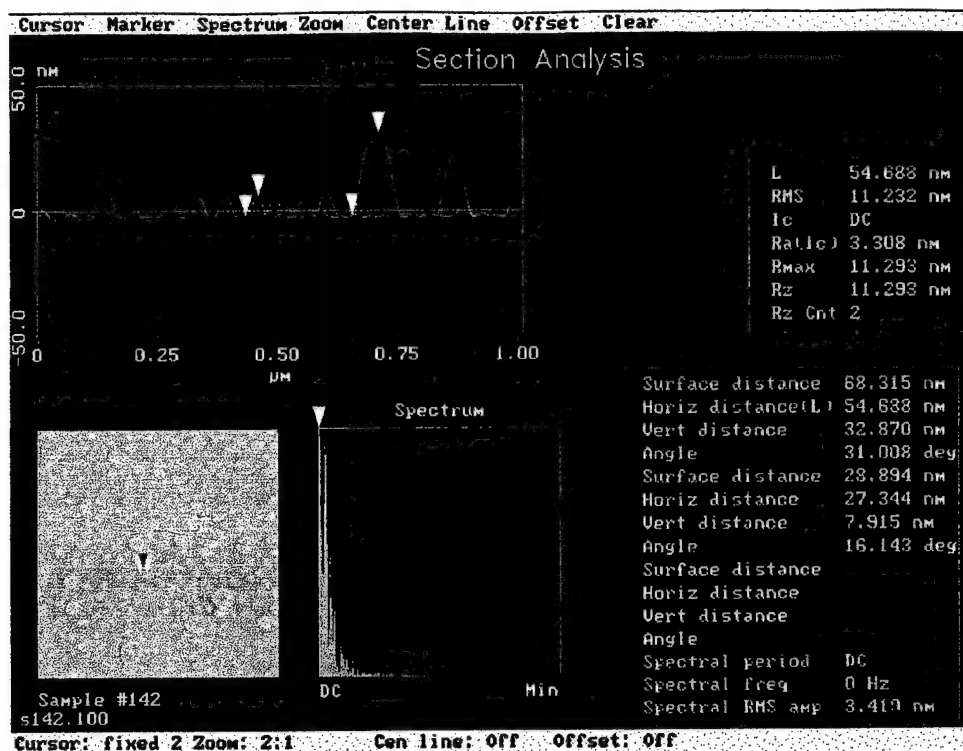 Cursor Marker Spectrum Zoom Center Line Offset Clear
Section Analysis
50.0 nM
0
-50.0
0 0.25 0.50 0.75 1.00
µM
L 54.688 nM
RMS 11.232 nM
lc DC
Ra(lc) 3.308 nM
Rмax 11.293 nM
Rz 11.293 nM
Rz Cnt 2
Surface distance 68.315 nM
Horiz distance(L) 54.688 nM
Vert distance 32.870 nM
Angle 31.008 deg
Surface distance 28.894 nM
Horiz distance 27.344 nM
Vert distance 7.915 nM
Angle 16.143 deg
Surface distance
Horiz distance
Vert distance
Angle
Spectral period DC
Spectral freq 0 Hz
Spectral RMS amp 3.419 nM
Spectrum
DC Min
Sample #142
s142.100
Cursor: fixed 2 Zoom: 2:1 Cen line: Off Offset: Off